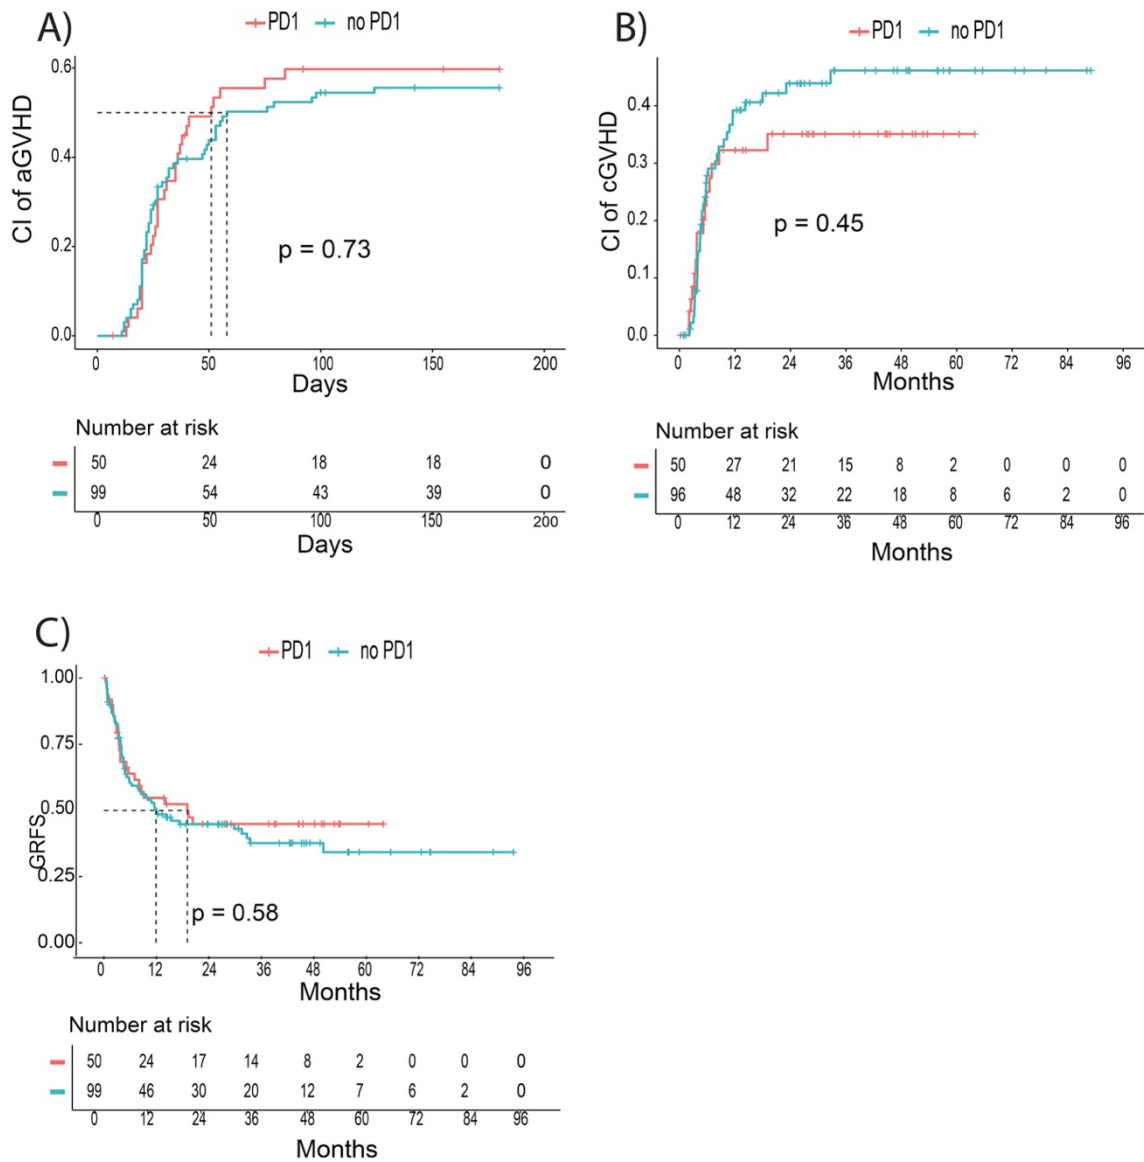 A)
PD1 no PD1
0.6
0.4
0.2
0.0
CI of aGVHD
p = 0.73
0 50 100 150 200
Days
Number at risk
50 24 18 18 0
99 54 43 39 0
0 50 100 150 200
Days
B)
PD1 no PD1
0.4
0.3
0.2
0.1
0.0
CI of cGVHD
p = 0.45
0 12 24 36 48 60 72 84 96
Months
Number at risk
50 27 21 15 8 2 0 0 0
96 48 32 22 18 8 6 2 0
0 12 24 36 48 60 72 84 96
Months
C)
PD1 no PD1
1.00
0.75
0.50
0.25
0.00
GRFS
p = 0.58
0 12 24 36 48 60 72 84 96
Months
Number at risk
50 24 17 14 8 2 0 0 0
99 46 30 20 12 7 6 2 0
0 12 24 36 48 60 72 84 96
Months